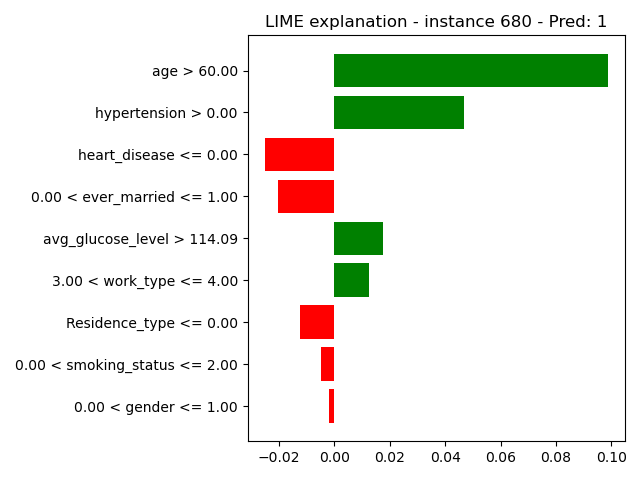 LIME explanation - instance 680 - Pred: 1
age > 60.00
hypertension > 0.00
heart_disease <= 0.00
0.00 < ever_married <= 1.00
avg_glucose_level > 114.09
3.00 < work_type <= 4.00
Residence_type <= 0.00
0.00 < smoking_status <= 2.00
0.00 < gender <= 1.00
−0.02 0.00 0.02 0.04 0.06 0.08 0.10